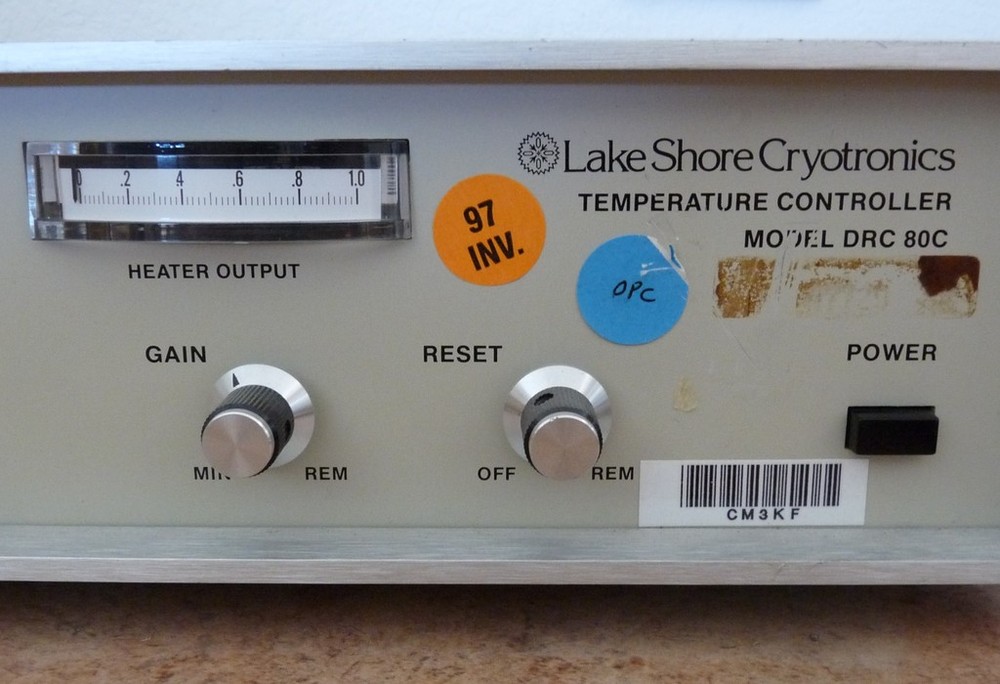 0 .2 .4 .6 .8 1.0
HEATER OUTPUT
Lake Shore Cryotronics
TEMPERATURE CONTROLLER
MODEL DRC 80C
97
INV.
OPC
GAIN
MIN
REM
RESET
OFF
REM
POWER
CM3KF